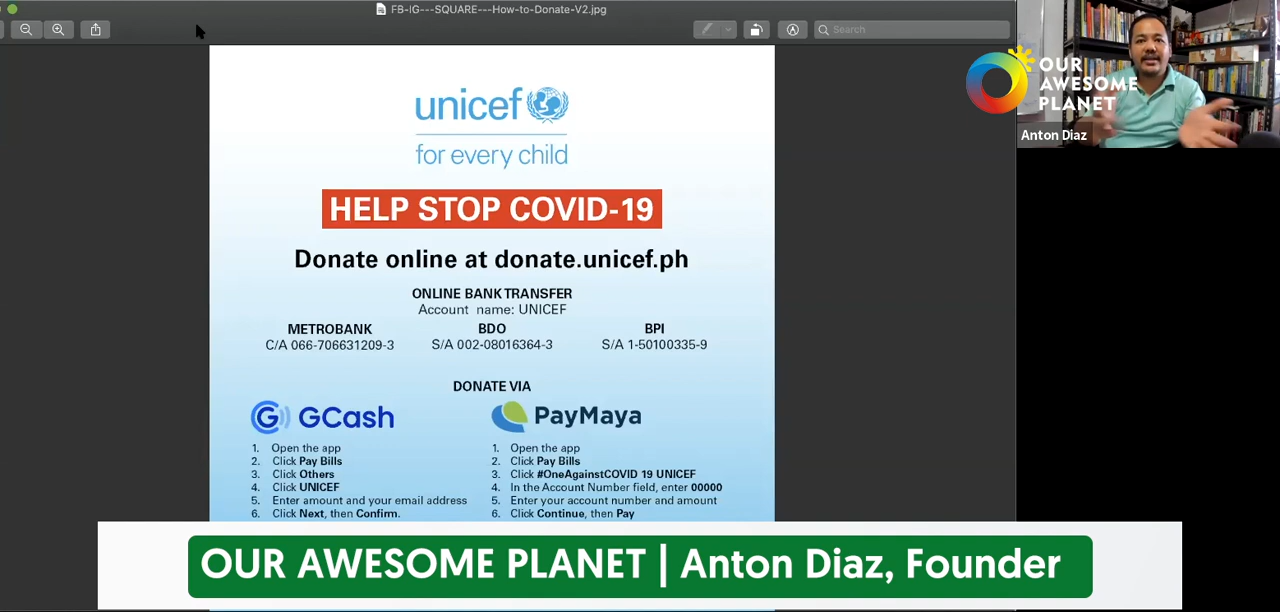 FB-IG---SQUARE---How-to-Donate-V2.jpg
Search
OUR
AWESOME
PLANET
Anton Diaz
unicef
for every child
HELP STOP COVID-19
Donate online at donate.unicef.ph
ONLINE BANK TRANSFER
Account name: UNICEF
METROBANK
C/A 066-706631209-3
BDO
S/A 002-08016364-3
BPI
S/A 1-50100335-9
DONATE VIA
GCash
1. Open the app
2. Click Pay Bills
3. Click Others
4. Click UNICEF
5. Enter amount and your email address
6. Click Next, then Confirm.
PayMaya
1. Open the app
2. Click Pay Bills
3. Click #OneAgainstCOVID 19 UNICEF
4. In the Account Number field, enter 00000
5. Enter your account number and amount
6. Click Continue, then Pay
OUR AWESOME PLANET | Anton Diaz, Founder